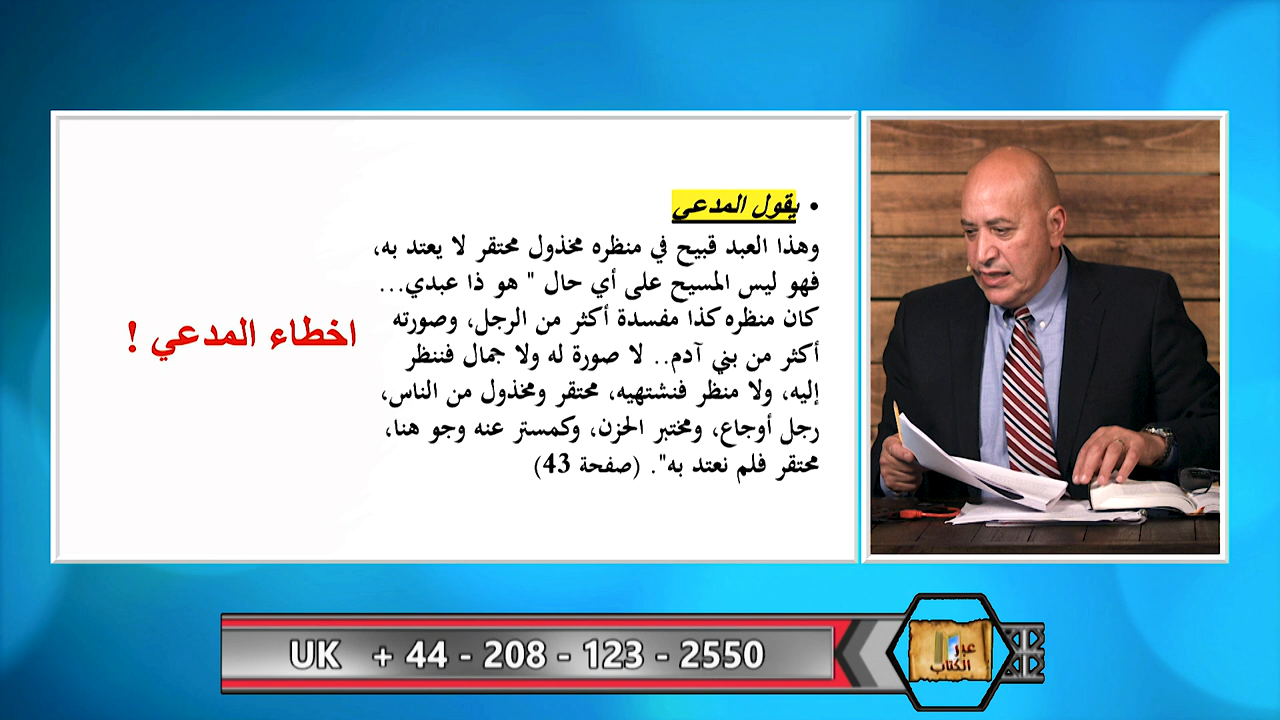 • يقول المدعي
وهذا العبد قبيح في منظره مخذول محتقر لا يعتد به،
فهو ليس المسيح على أي حال " هو ذا عبدي...
كان منظره كذا مفسدة أكثر من الرجل، وصورته
أكثر من بني آدم.. لا صورة له ولا جمال فننظر
إليه، ولا منظر فنشتهيه، محتقر ومخذول من الناس،
رجل أوجاع، ومختبر الحزن، وكمستر عنه وجو هنا،
محتقر فلم نعتد به". (صفحة 43)
اخطاء المدعي !
UK + 44 - 208 - 123 - 2550
عبر
الكتاب